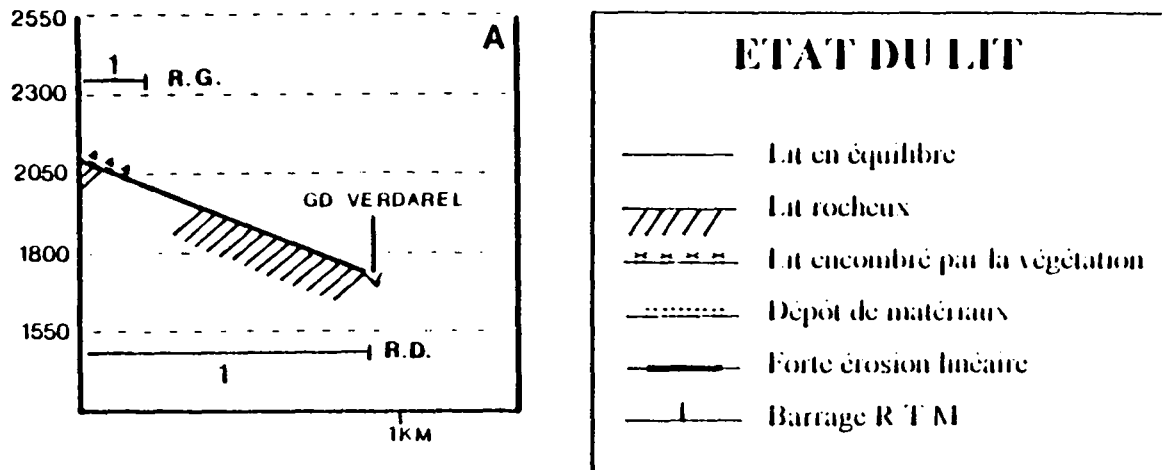 2550
A
1
R.G.
2300
2050
GD VERDAREL
1800
1550
R.D.
1
1KM
ETAT DU LIT
Lit en équilibre
Lit rocheux
Lit encombré par la végétation
Dépôt de matériaux
Forte érosion linéaire
Barrage R T M